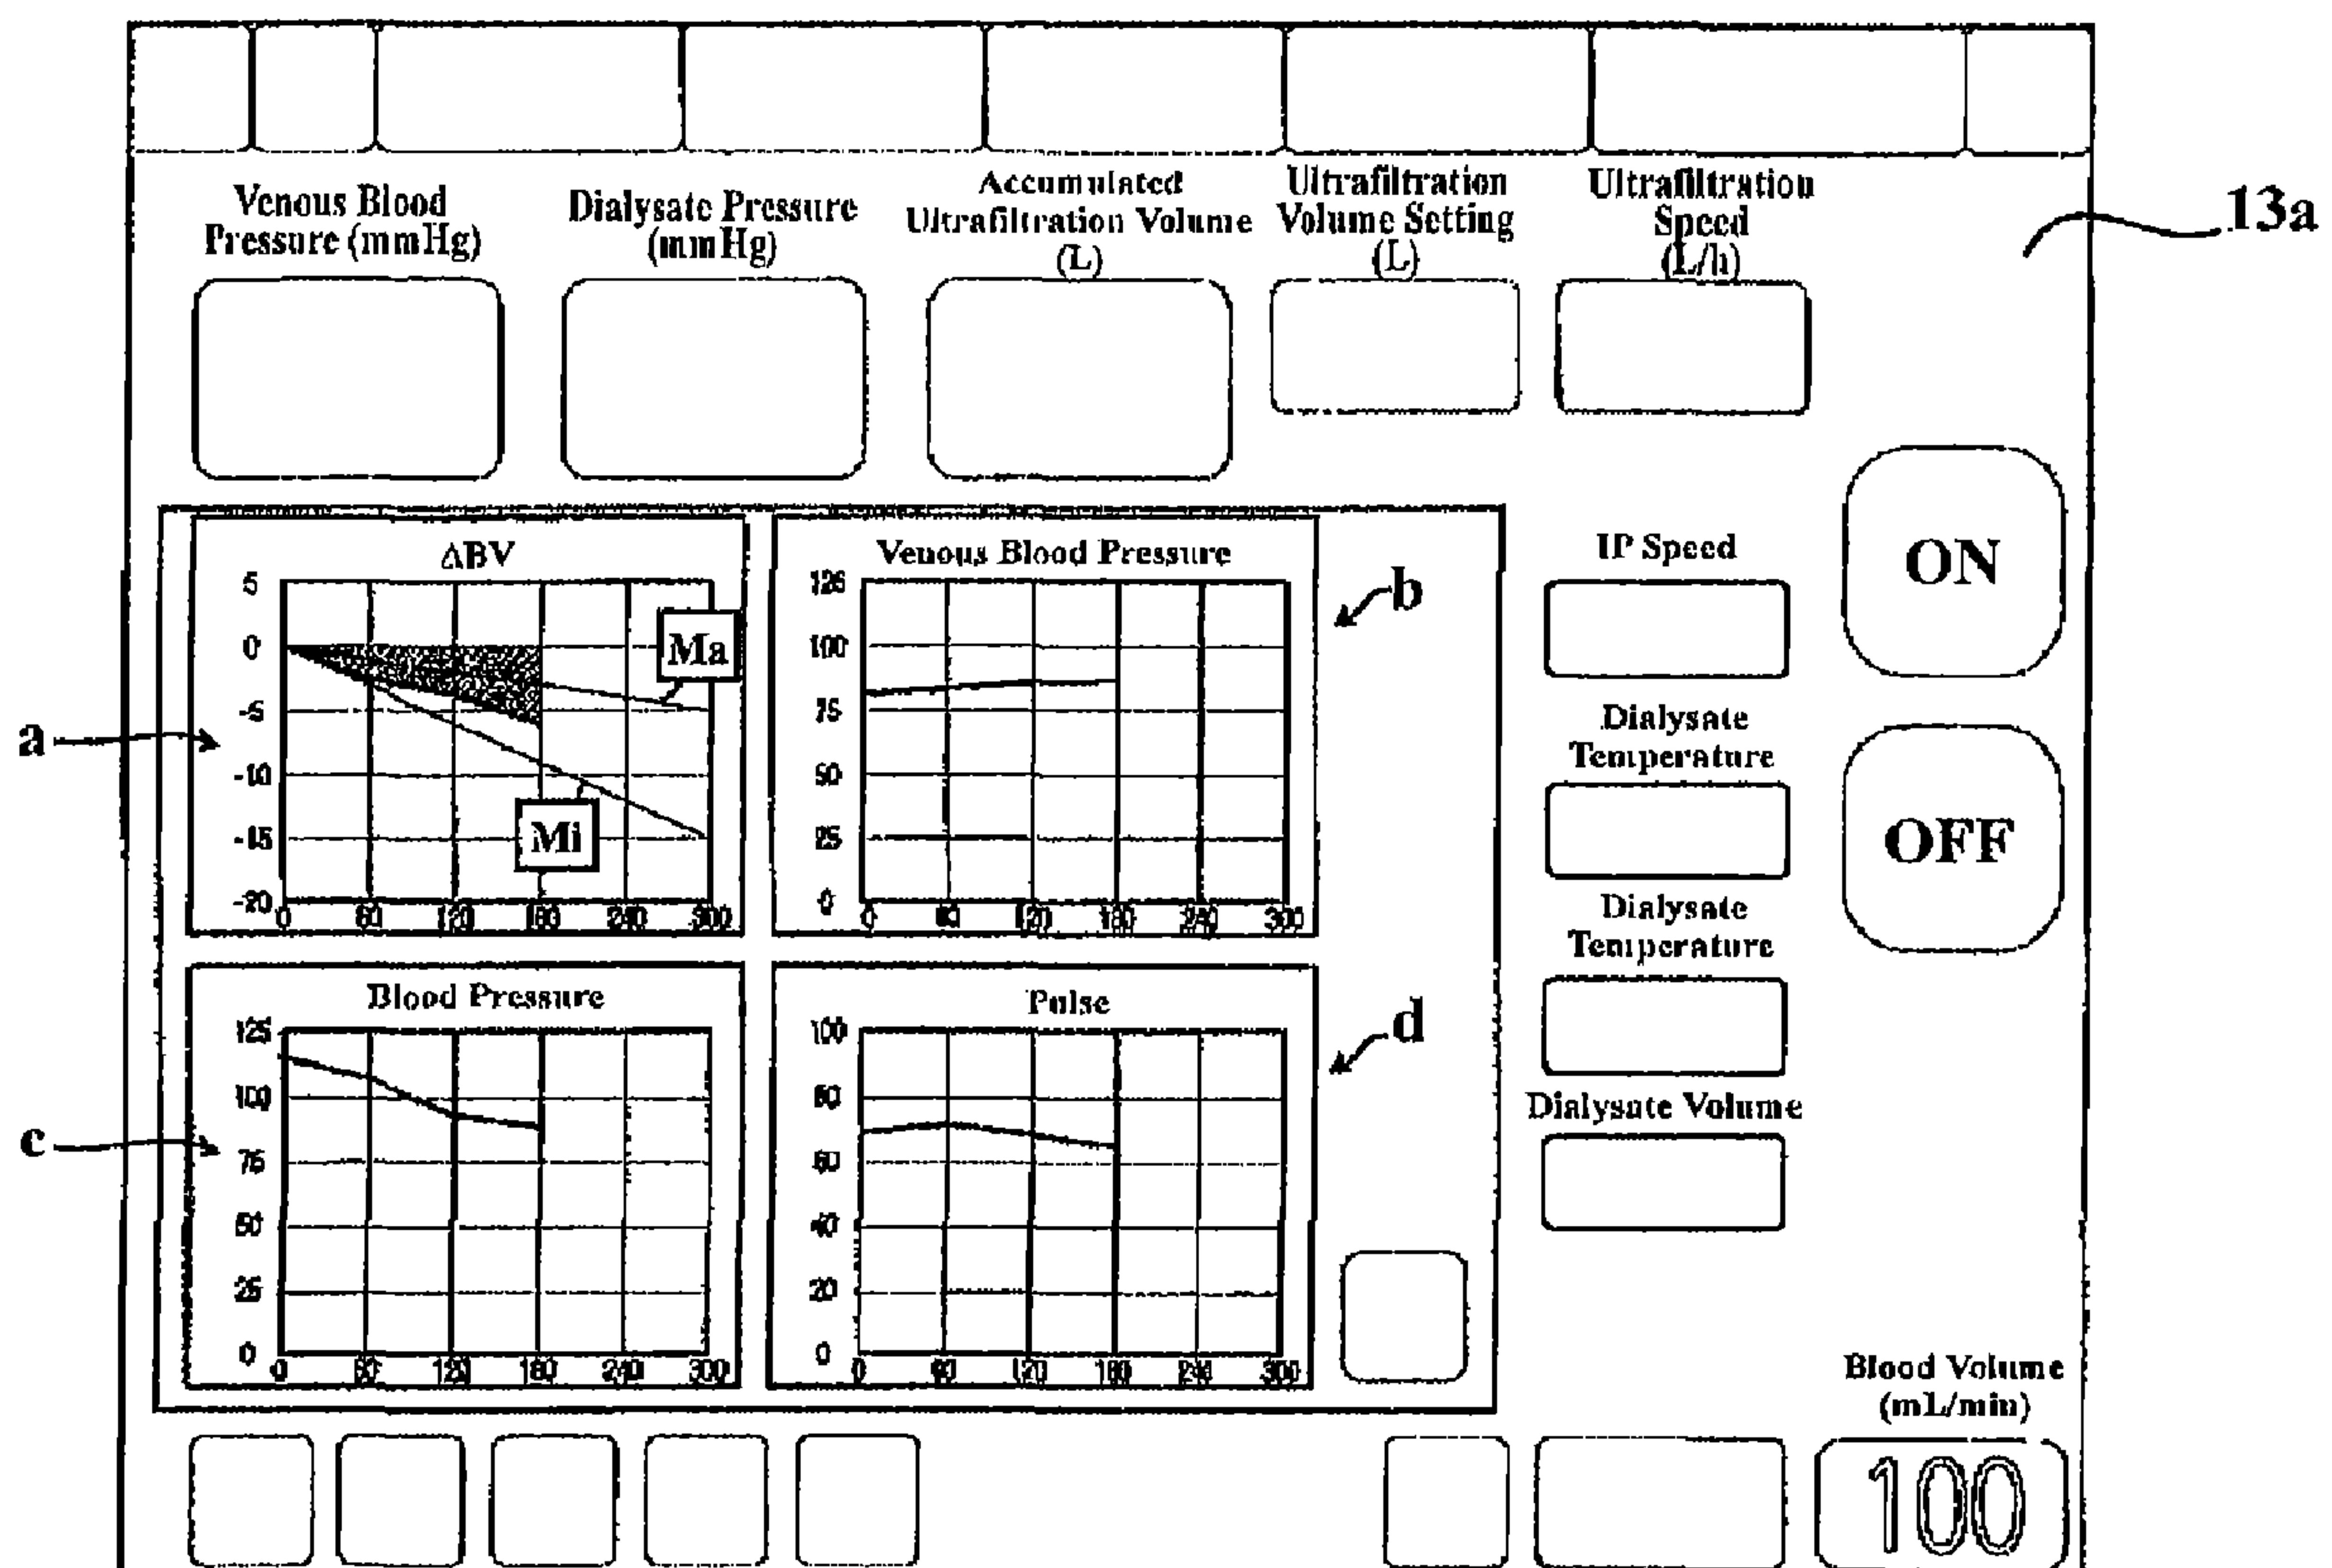 Venous Blood
Pressure (mmHg)
Dialysate Pressure
(mmHg)
Accumulated
Ultrafiltration Volume
(L)
Ultrafiltration
Volume Setting
(L)
Ultrafiltration
Speed
(L/h)
13a
ΔBV
5
0
-5
-10
-15
-20
0 60 120 180 240 300
Ma
Mi
a
Venous Blood Pressure
125
100
75
50
25
0
0 60 120 180 240 300
b
Blood Pressure
125
100
75
50
25
0
0 60 120 180 240 300
c
Pulse
100
80
60
40
20
0
0 60 120 180 240 300
d
IP Speed
Dialysate
Temperature
Dialysate
Temperature
Dialysate Volume
ON
OFF
Blood Volume
(mL/min)
100